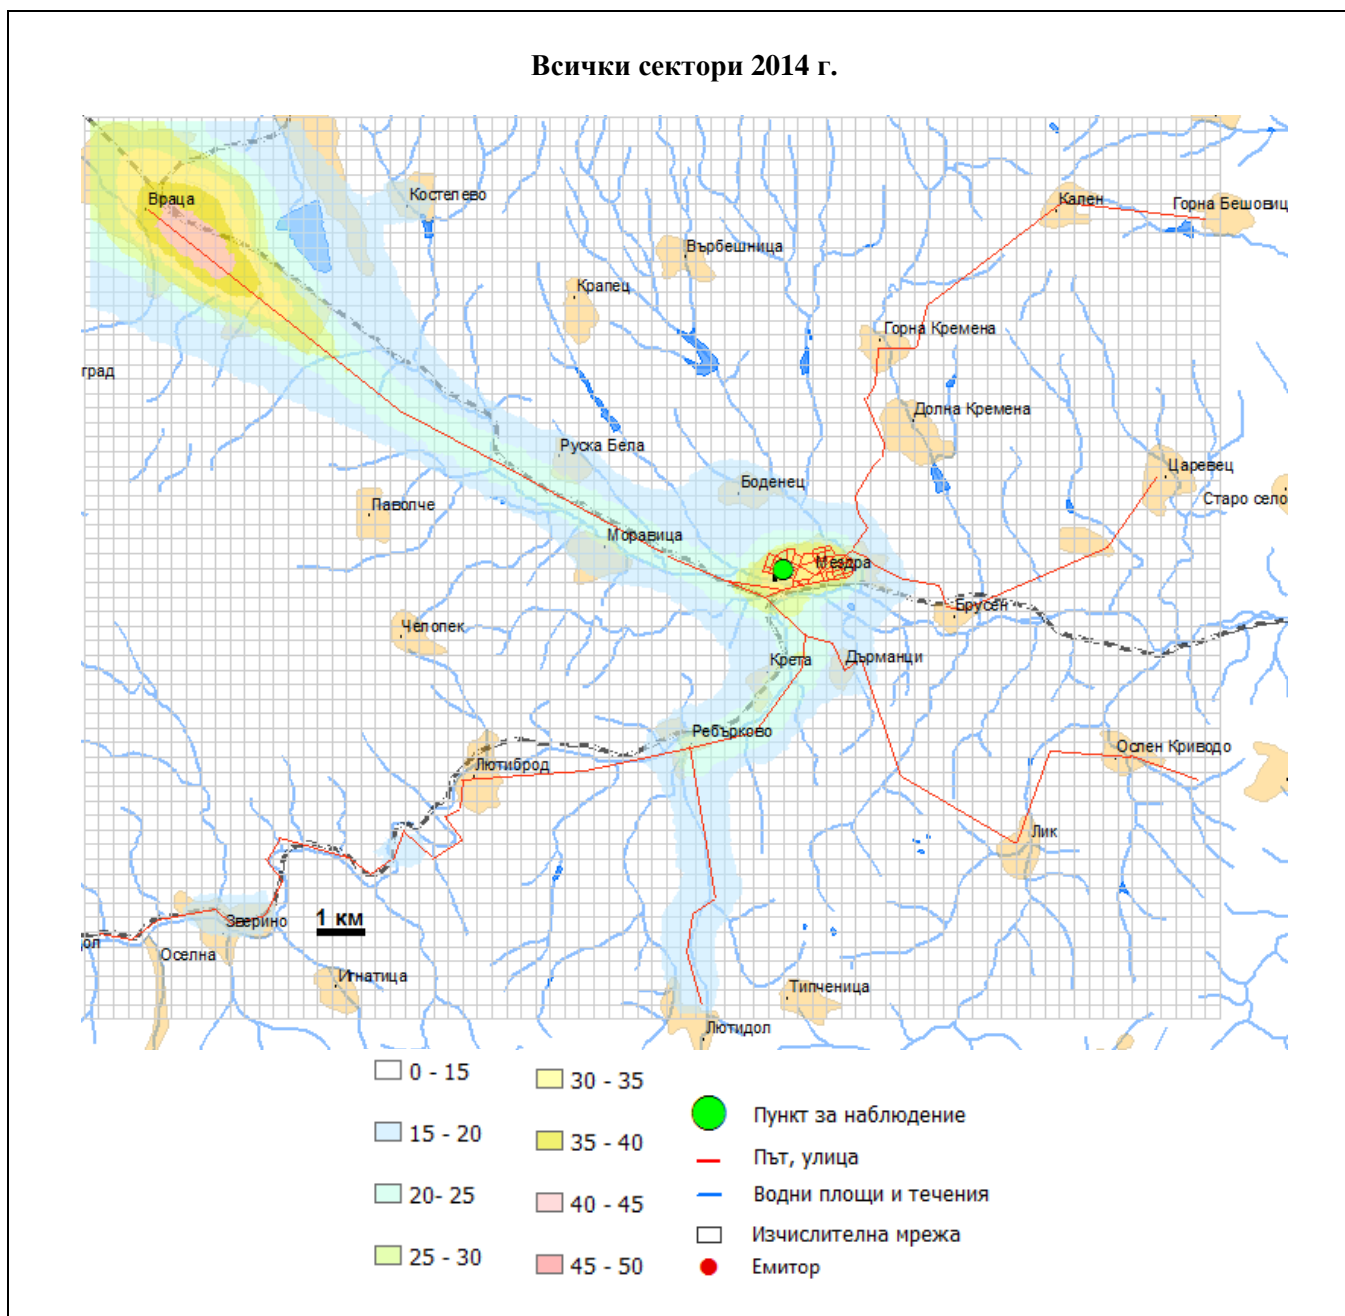 Всички сектори 2014 г.
Враца
Костелево
Кален
Горна Бешовиц
Върбешница
Крапец
Горна Кремена
град
Долна Кремена
Руска Бела
Царевец
Боденец
Паволче
Старо село
Моравица
Мездра
Брусен
Челопек
Крета
Дърманци
Ребърково
Ослен Криводо
Лютиброд
Лик
Зверино
1 км
ол
Оселна
Игнатица
Типченица
Лютидол
0 - 15
15 - 20
20- 25
25 - 30
30 - 35
35 - 40
40 - 45
45 - 50
Пункт за наблюдение
Път, улица
Водни площи и течения
Изчислителна мрежа
Емитор